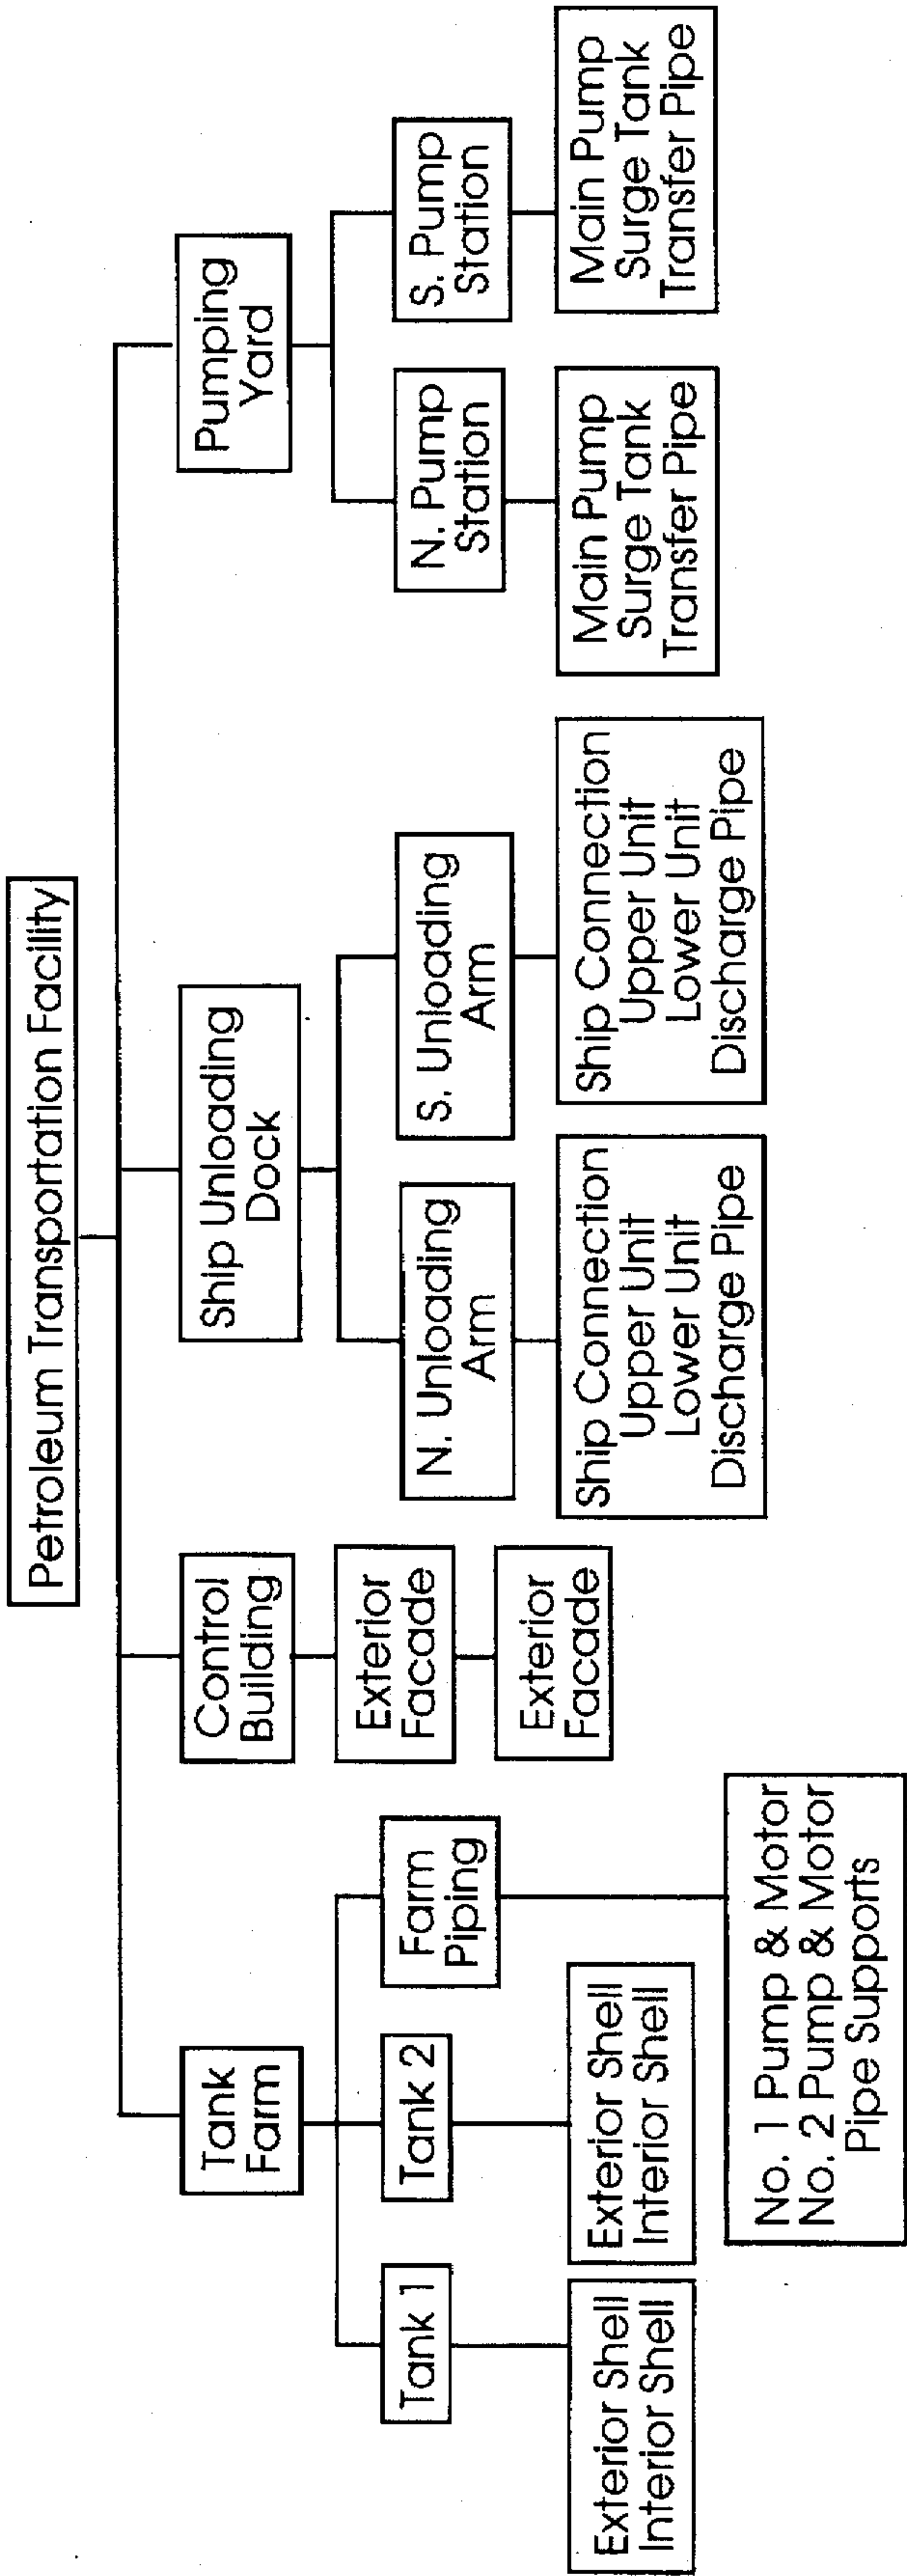 Petroleum Transportation Facility
Tank
Farm
Control
Building
Ship Unloading
Dock
Pumping
Yard
Tank 1
Tank 2
Farm
Piping
Exterior
Facade
N. Unloading
Arm
S. Unloading
Arm
N. Pump
Station
S. Pump
Station
Exterior Shell
Interior Shell
Exterior Shell
Interior Shell
No. 1 Pump & Motor
No. 2 Pump & Motor
Pipe Supports
Exterior
Facade
Ship Connection
Upper Unit
Lower Unit
Discharge Pipe
Ship Connection
Upper Unit
Lower Unit
Discharge Pipe
Main Pump
Surge Tank
Transfer Pipe
Main Pump
Surge Tank
Transfer Pipe